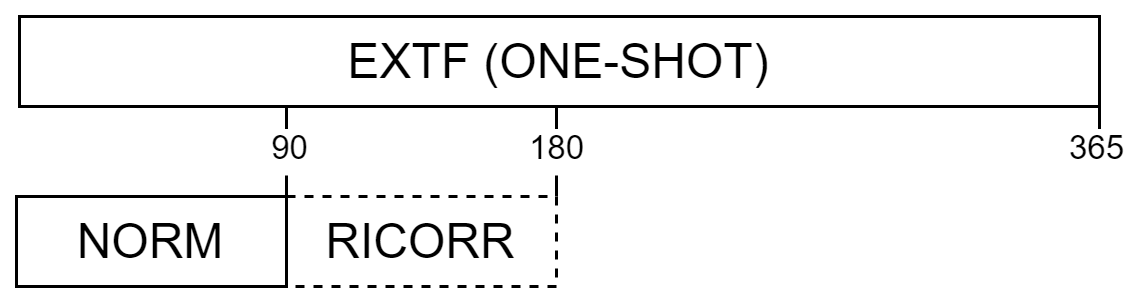 EXTF (ONE-SHOT)
90 180 365
NORM RICORR